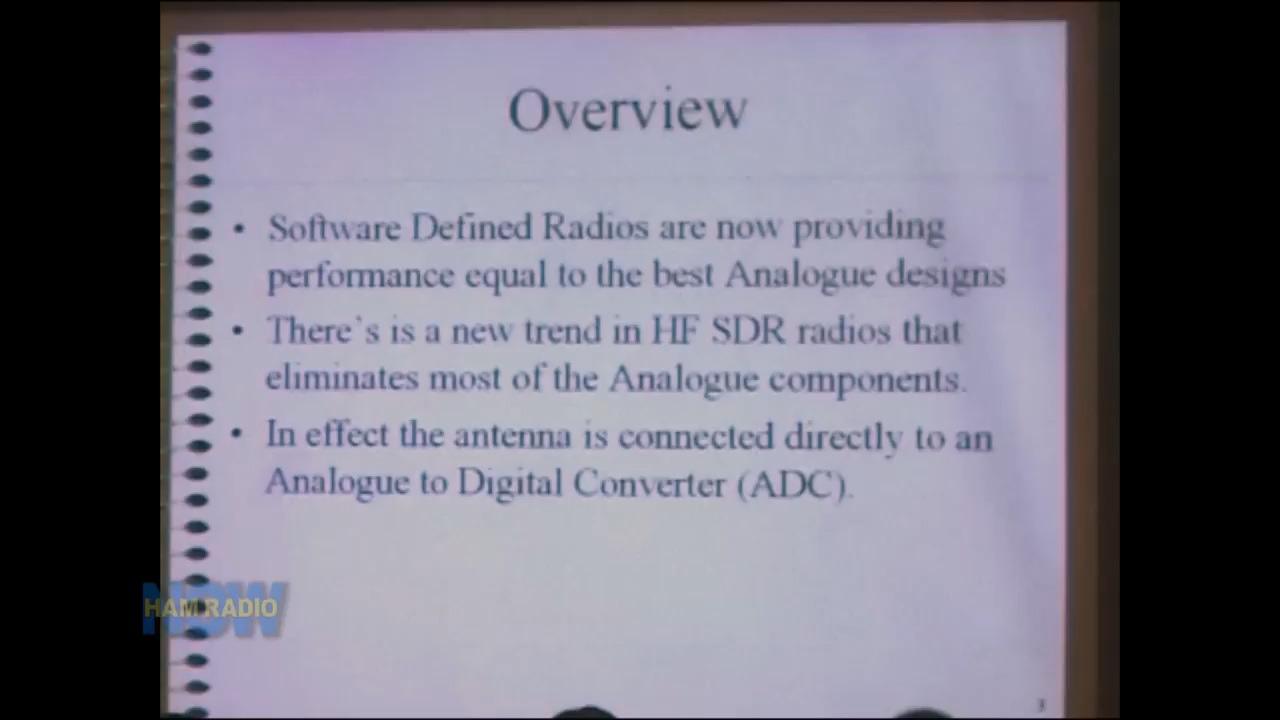 Overview
• Software Defined Radios are now providing
performance equal to the best Analogue designs
• There's is a new trend in HF SDR radios that
eliminates most of the Analogue components.
• In effect the antenna is connected directly to an
Analogue to Digital Converter (ADC).
NOW
HAM RADIO
3